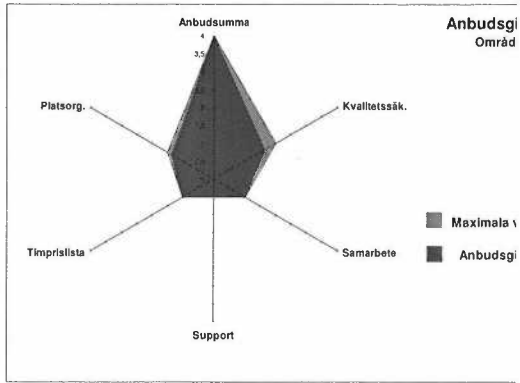 Anbudsumma
Anbudsgi
Områd
4
3,5
Platsorg.
Kvalitetssäk.
Timprislista
Samarbete
Maximala v
Anbudsgi
Support